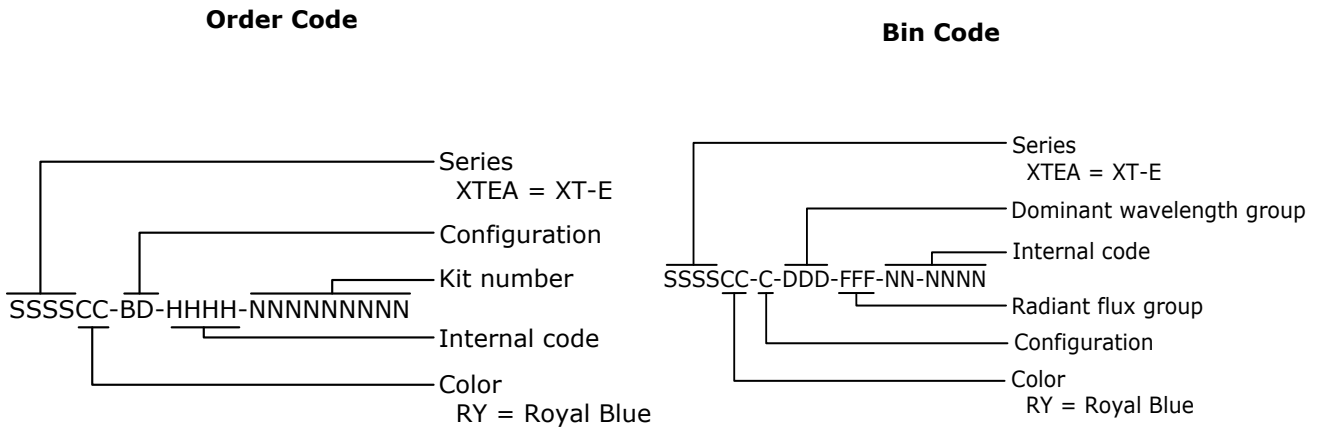 Order Code
Series
XTEA = XT-E
Configuration
Kit number
SSSSCC-BD-HHHH-NNNNNNNNN
Internal code
Color
RY = Royal Blue
Bin Code
Series
XTEA = XT-E
Dominant wavelength group
Internal code
SSSSCC-C-DDD-FFF-NN-NNNN
Radiant flux group
Configuration
Color
RY = Royal Blue